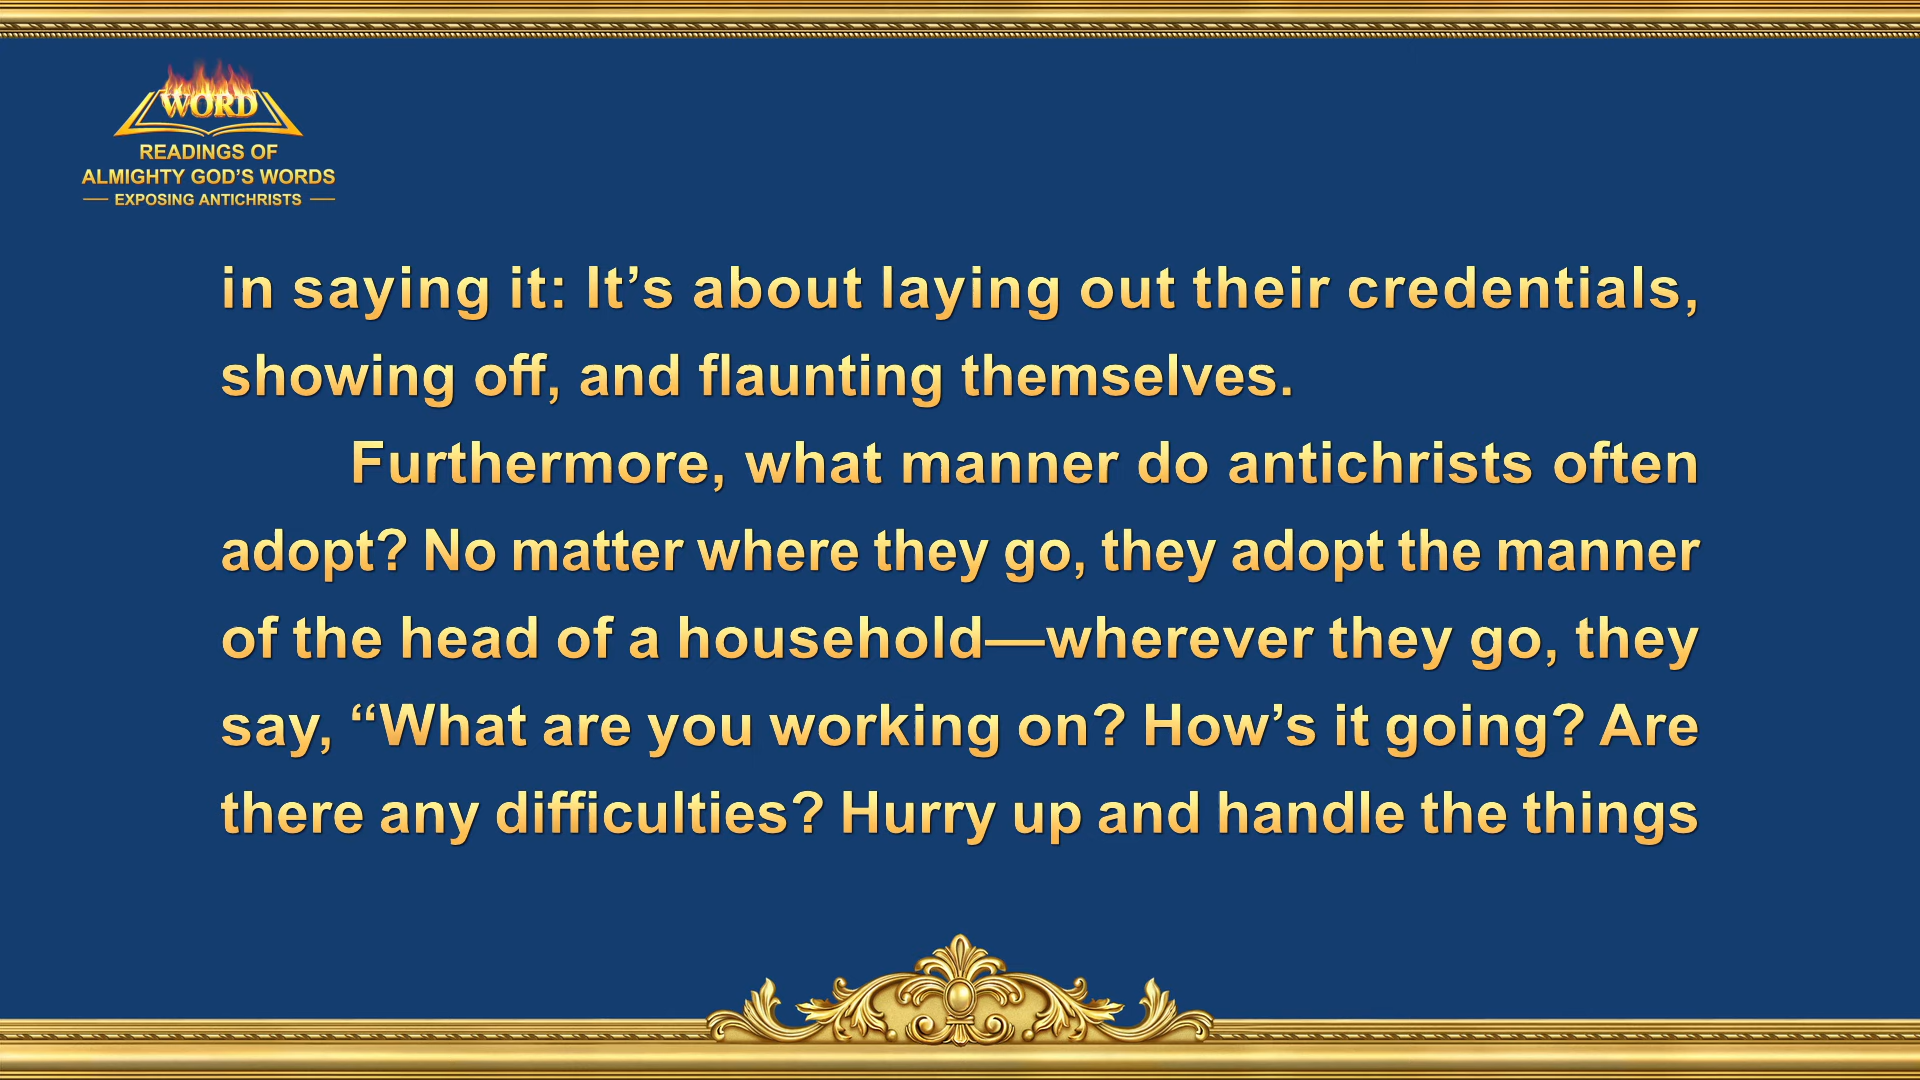 WORD
READINGS OF
ALMIGHTY GOD’S WORDS
EXPOSING ANTICHRISTS
in saying it: It’s about laying out their credentials,
showing off, and flaunting themselves.
Furthermore, what manner do antichrists often
adopt? No matter where they go, they adopt the manner
of the head of a household—wherever they go, they
say, “What are you working on? How’s it going? Are
there any difficulties? Hurry up and handle the things